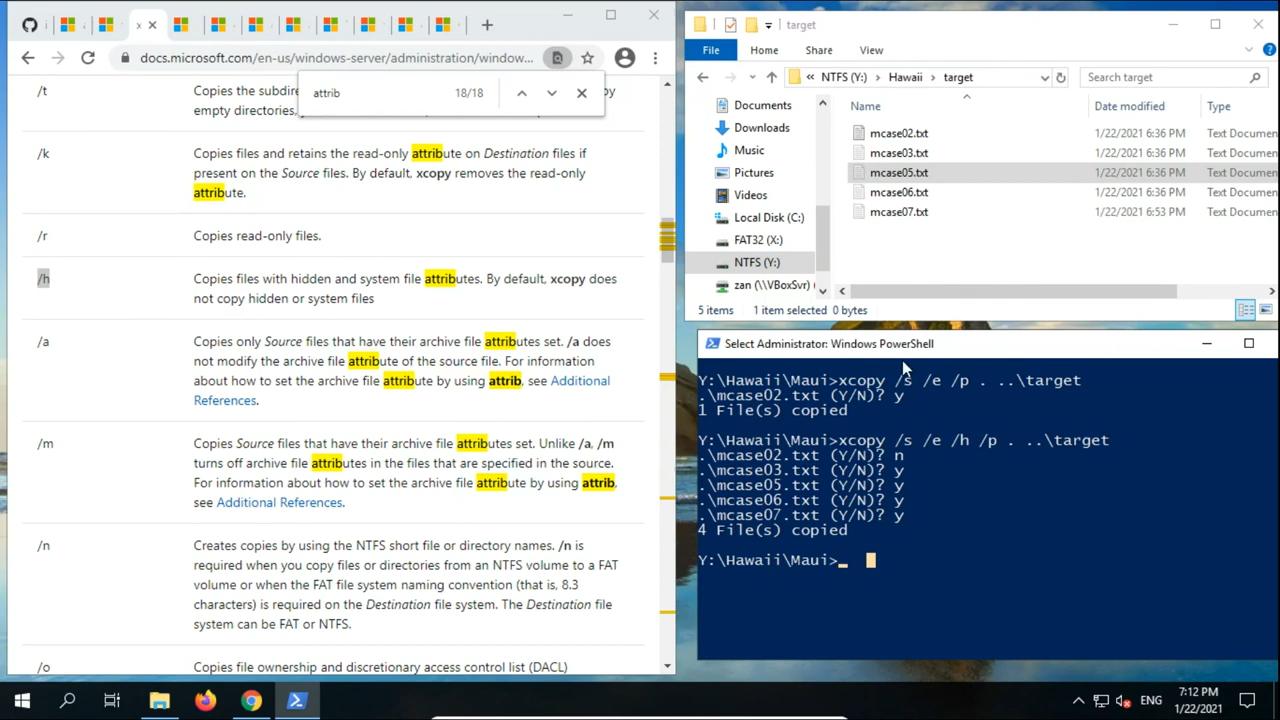 x
docs.microsoft.com/en-us/windows-server/administration/window...
attrib
18/18
/t
Copies the subdire
by
empty directories,
/k
Copies files and retains the read-only attribute on Destination files if
present on the Source files. By default, xcopy removes the read-only
attribute.
/r
Copies read-only files.
/h
Copies files with hidden and system file attributes. By default, xcopy does
not copy hidden or system files
/a
Copies only Source files that have their archive file attributes set. /a does
not modify the archive file attribute of the source file. For information
about how to set the archive file attribute by using attrib, see Additional
References.
/m
Copies Source files that have their archive file attributes set. Unlike /a, /m
turns off archive file attributes in the files that are specified in the source.
For information about how to set the archive file attribute by using attrib,
see Additional References.
/n
Creates copies by using the NTFS short file or directory names. /n is
required when you copy files or directories from an NTFS volume to a FAT
volume or when the FAT file system naming convention (that is, 8.3
characters) is required on the Destination file system. The Destination file
system can be FAT or NTFS.
/o
Copies file ownership and discretionary access control list (DACL)
target
File
Home
Share
View
« NTFS (Y:) > Hawaii > target
Search target
Documents
Downloads
Music
Pictures
Videos
Local Disk (C:)
FAT32 (X:)
NTFS (Y:)
zan (\\VBoxSvr) (
Name
Date modified
Type
mcase02.txt 1/22/2021 6:36 PM Text Documen
mcase03.txt 1/22/2021 6:36 PM Text Documen
mcase05.txt 1/22/2021 6:36 PM Text Documen
mcase06.txt 1/22/2021 6:36 PM Text Documen
mcase07.txt 1/22/2021 6:53 PM Text Documen
5 items
1 item selected 0 bytes
Select Administrator: Windows PowerShell
Y:\Hawaii\Maui>xcopy /s /e /p . ..\target
.\mcase02.txt (Y/N)? y
1 File(s) copied
Y:\Hawaii\Maui>xcopy /s /e /h /p . ..\target
.\mcase02.txt (Y/N)? n
.\mcase03.txt (Y/N)? y
.\mcase05.txt (Y/N)? y
.\mcase06.txt (Y/N)? y
.\mcase07.txt (Y/N)? y
4 File(s) copied
Y:\Hawaii\Maui>_
ENG
7:12 PM
1/22/2021